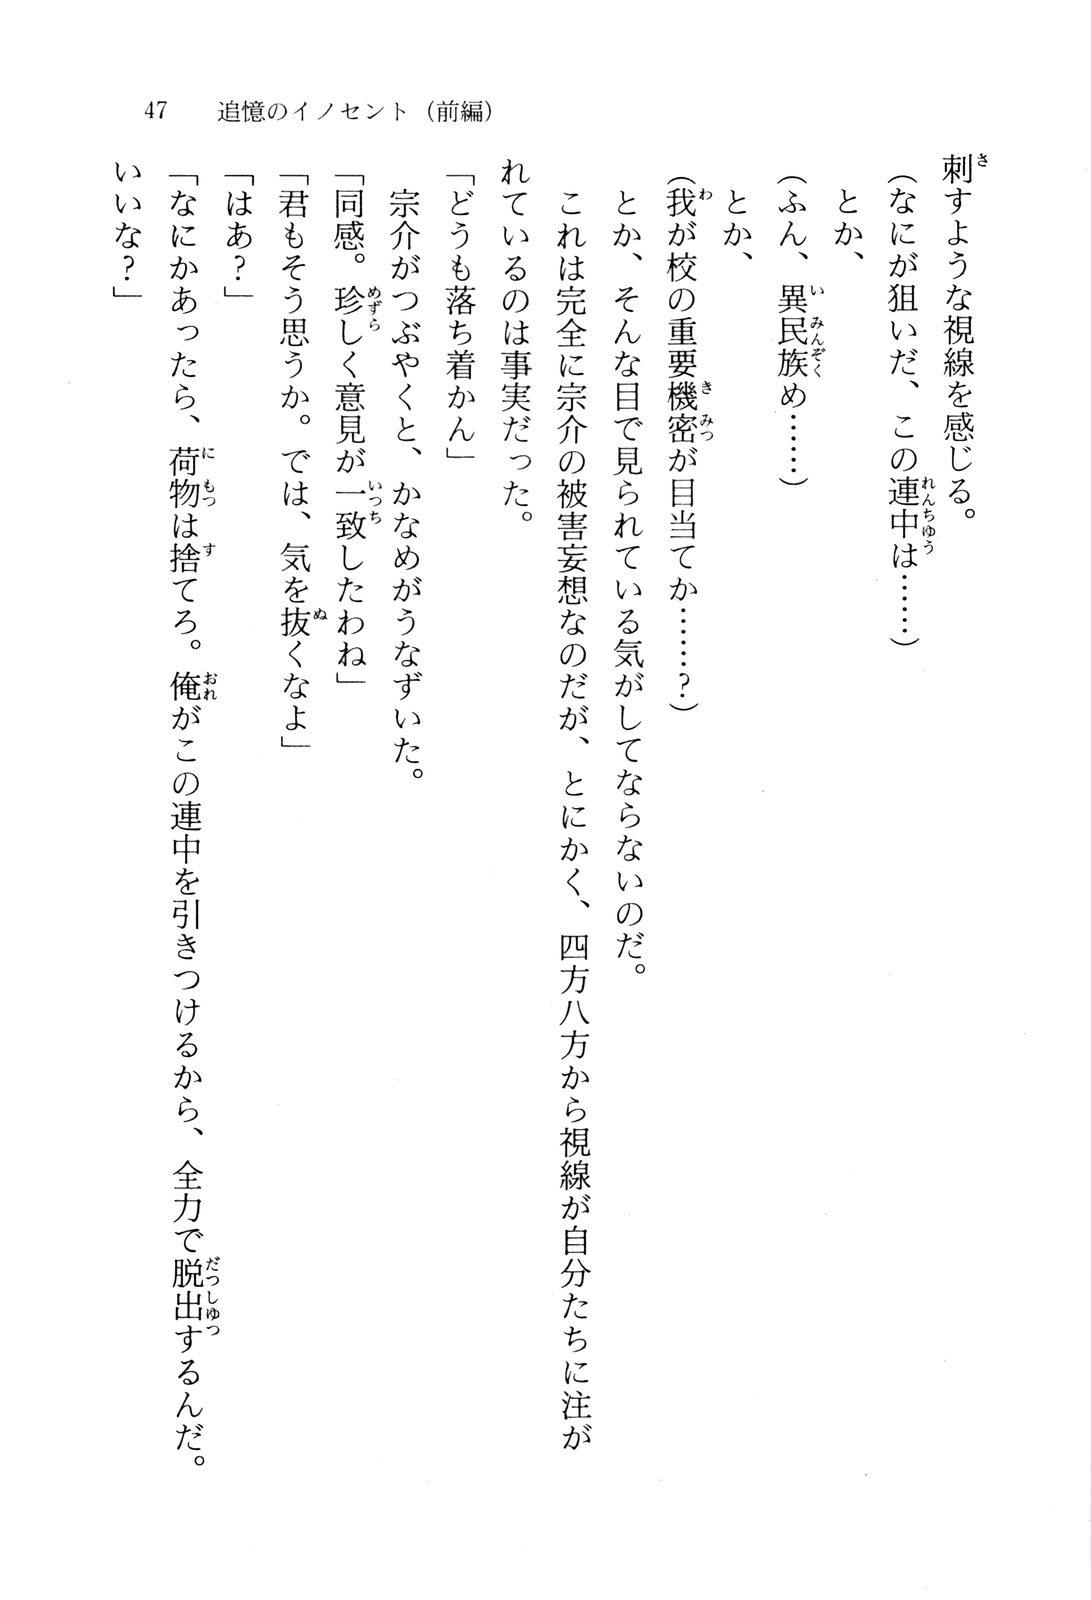 47　追憶のイノセント（前編）
刺すような視線を感じる。
（なにが狙いだ、この連中は……）
　とか、
（ふん、異民族め……）
　とか、
（我が校の重要機密が目当てか……？）
　とか、そんな目で見られている気がしてならないのだ。
　これは完全に宗介の被害妄想なのだが、とにかく、四方八方から視線が自分たちに注が
れているのは事実だった。
「どうも落ち着かん」
　宗介がつぶやくと、かなめがうなずいた。
「同感。珍しく意見が一致したわね」
「君もそう思うか。では、気を抜くなよ」
「はあ？」
「なにかあったら、荷物は捨てろ。俺がこの連中を引きつけるから、全力で脱出するんだ。
いいな？」